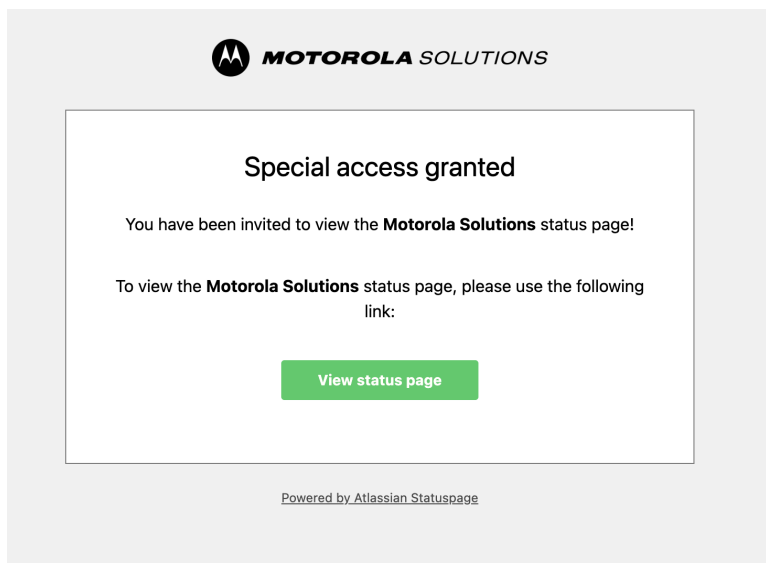 MOTOROLA SOLUTIONS
Special access granted
You have been invited to view the Motorola Solutions status page!
To view the Motorola Solutions status page, please use the following
link:
View status page
Powered by Atlassian Statuspage